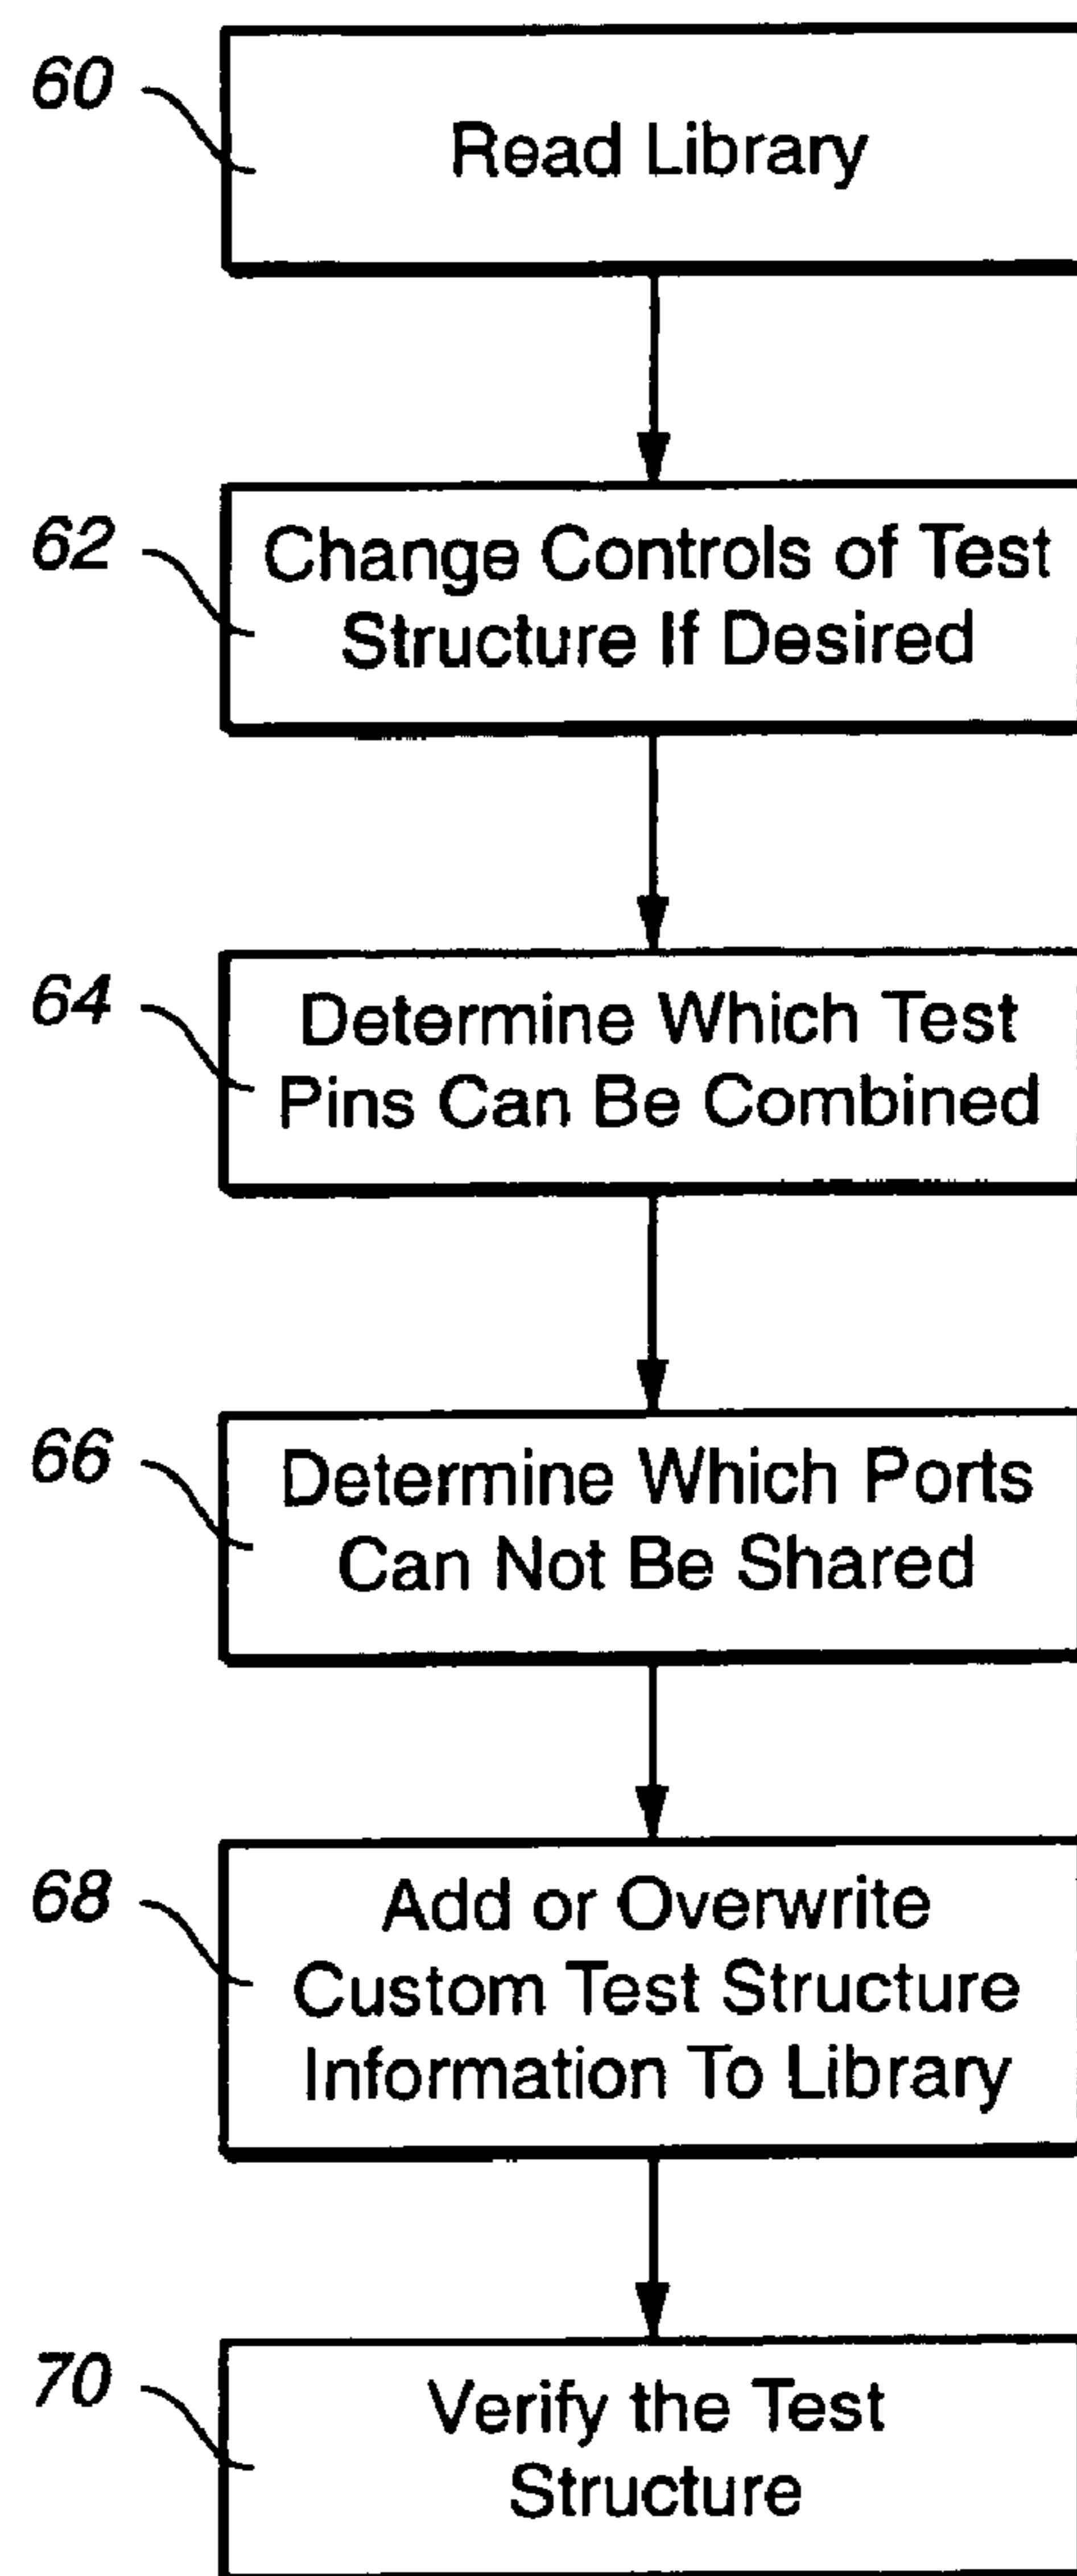 60
Read Library
62
Change Controls of Test
Structure If Desired
64
Determine Which Test
Pins Can Be Combined
66
Determine Which Ports
Can Not Be Shared
68
Add or Overwrite
Custom Test Structure
Information To Library
70
Verify the Test
Structure